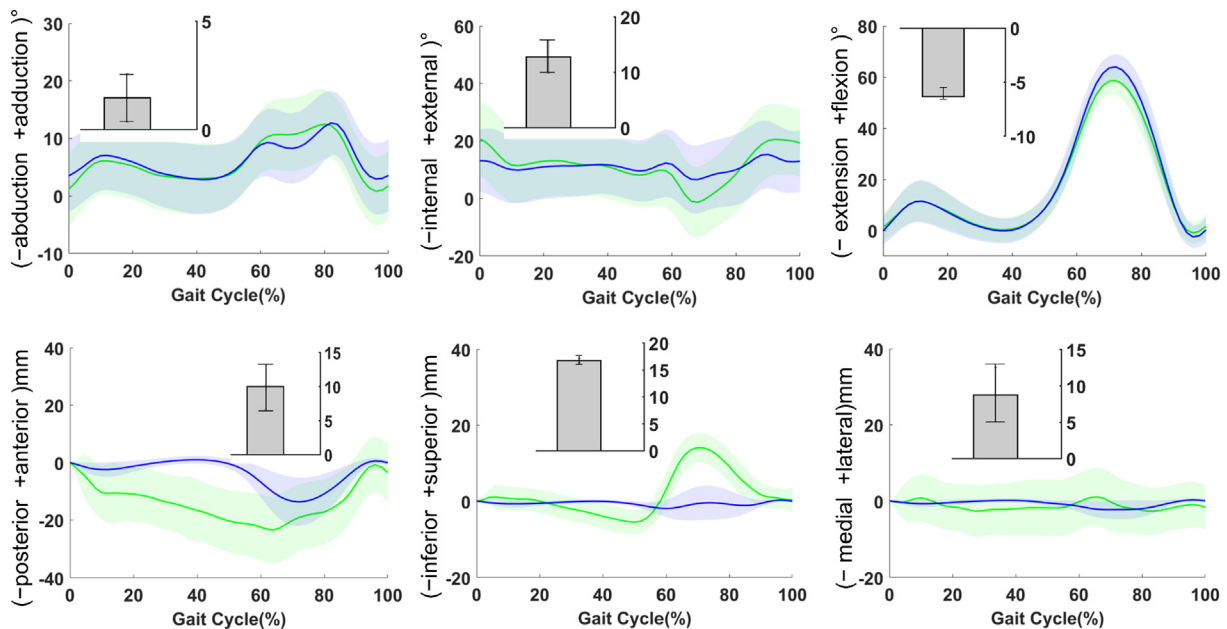 (−abduction +adduction)°
30
20
10
0
-10
5
0
0 20 40 60 80 100
Gait Cycle(%)
(−internal +external )°
60
40
20
0
-20
20
10
0
0 20 40 60 80 100
Gait Cycle(%)
(− extension +flexion)°
80
60
40
20
0
0
-5
-10
0 20 40 60 80 100
Gait Cycle(%)
(−posterior +anterior )mm
40
20
0
-20
-40
15
10
5
0
0 20 40 60 80 100
Gait Cycle(%)
(−inferior +superior )mm
40
20
0
-20
20
15
10
5
0
0 20 40 60 80 100
Gait Cycle(%)
(− medial +lateral)mm
40
20
0
-20
15
10
5
0
0 20 40 60 80 100
Gait Cycle(%)